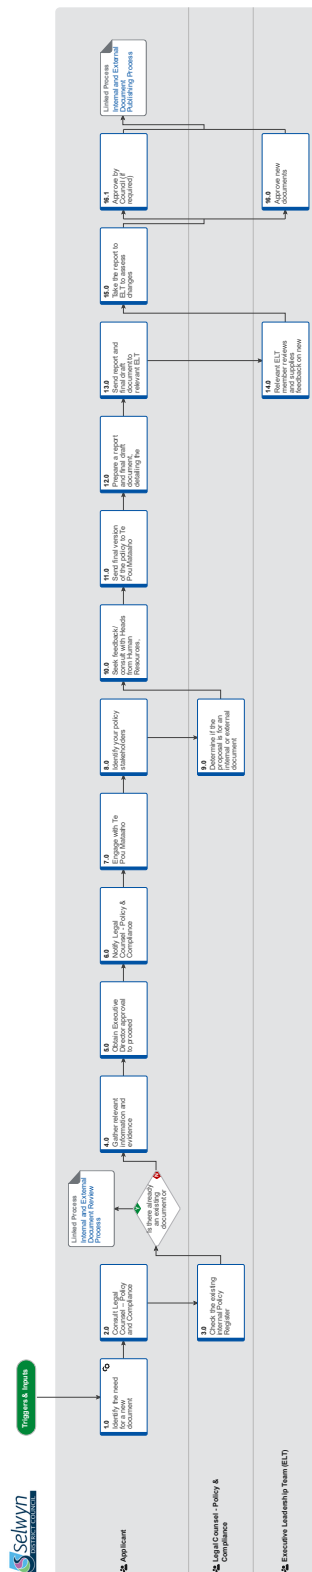 selwyn
DISTRICT COUNCIL
Triggers & Inputs
Applicant
1.0
Identify the need
for a new
document
2.0
Consult Legal
Counsel – Policy
and Compliance
Linked Process
Internal and External
Document Review
Process
Is there already
an existing
document or
4.0
Gather relevant
information and
evidence
5.0
Obtain Executive
Director approval
to proceed
6.0
Notify Legal
Counsel - Policy &
Compliance
7.0
Engage with Te
Pou Mataaho
8.0
Identify your policy
stakeholders
10.0
Seek feedback/
consult with Heads
from Human
Resources,
11.0
Send final version
of the policy to Te
Pou Mataaho
12.0
Prepare a report
and final draft
document,
detailing the
13.0
Send report and
final draft
document to
relevant ELT
15.0
Take the report to
ELT to assess
changes
16.1
Approve by
Council (if
required)
Linked Process
Internal and External
Document
Publishing Process
Legal Counsel - Policy &
Compliance
3.0
Check the existing
Internal Policy
Register
9.0
Determine if the
proposal is for an
internal or external
document
Executive Leadership Team (ELT)
14.0
Relevant ELT
member reviews
and supplies
feedback on new
16.0
Approve new
documents